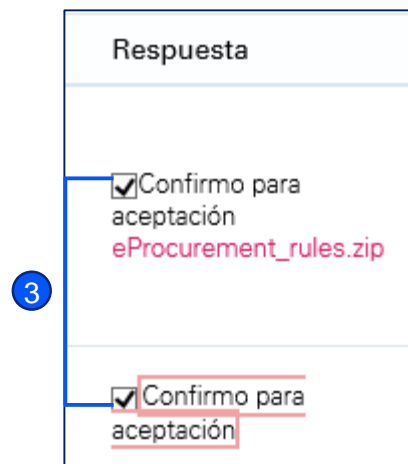 Respuesta
Confirmo para
aceptación
eProcurement_rules.zip
3
Confirmo para
aceptación